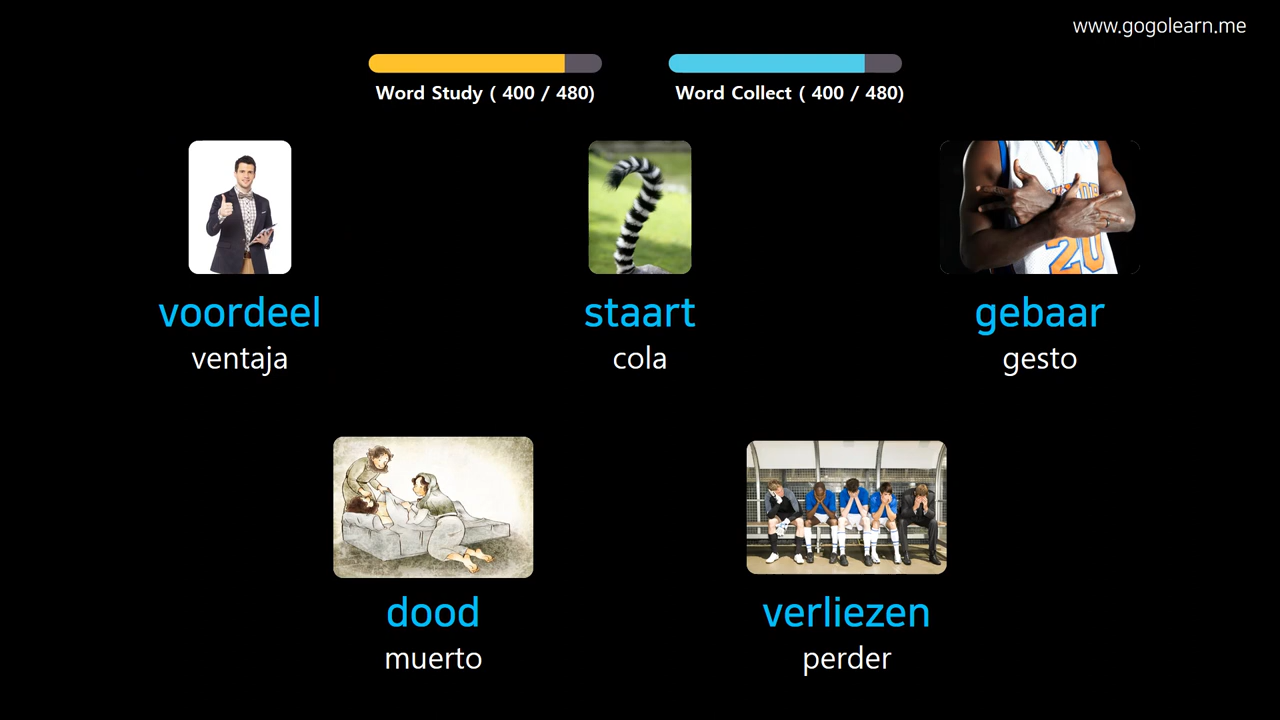 www.gogolearn.me
Word Study ( 400 / 480)
Word Collect ( 400 / 480)
20
voordeel
staart
gebaar
ventaja
cola
gesto
dood
verliezen
muerto
perder